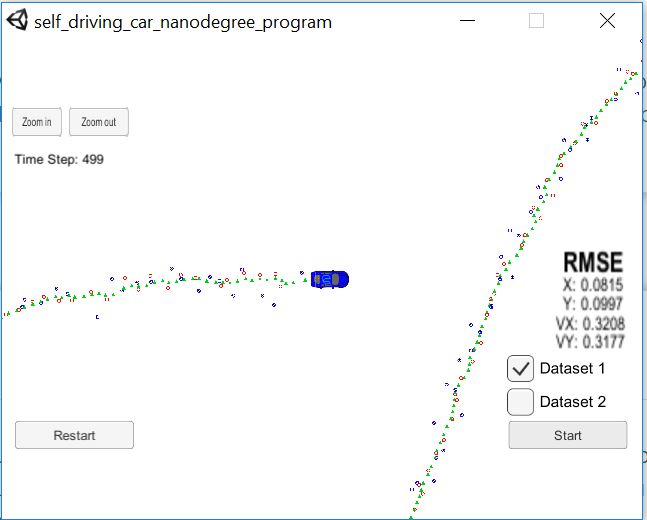 self_driving_car_nanodegree_program
Zoom in
Zoom out
Time Step: 499
RMSE
X: 0.0815
Y: 0.0997
VX: 0.3208
VY: 0.3177
Dataset 1
Dataset 2
Restart
Start